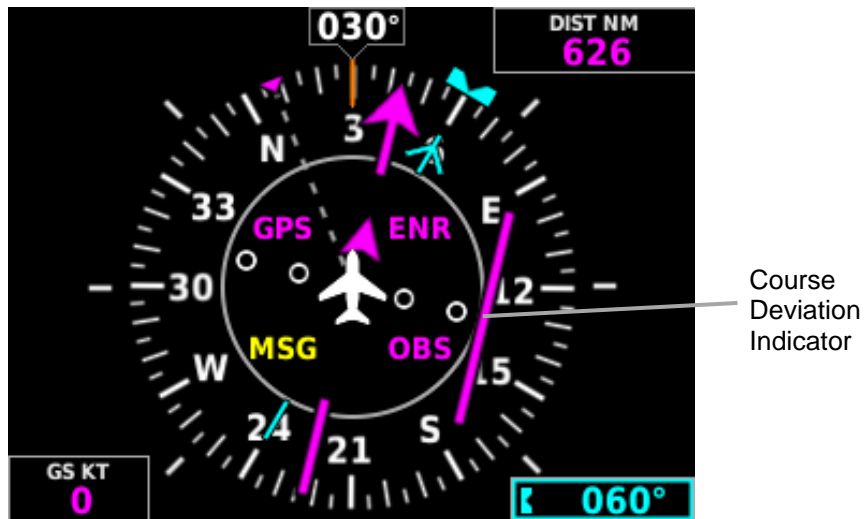 030°
DIST NM
626
3
N
33
E
GPS
ENR
30
12
MSG
OBS
W
15
24
S
21
GS KT
0
060°
Course
Deviation
Indicator